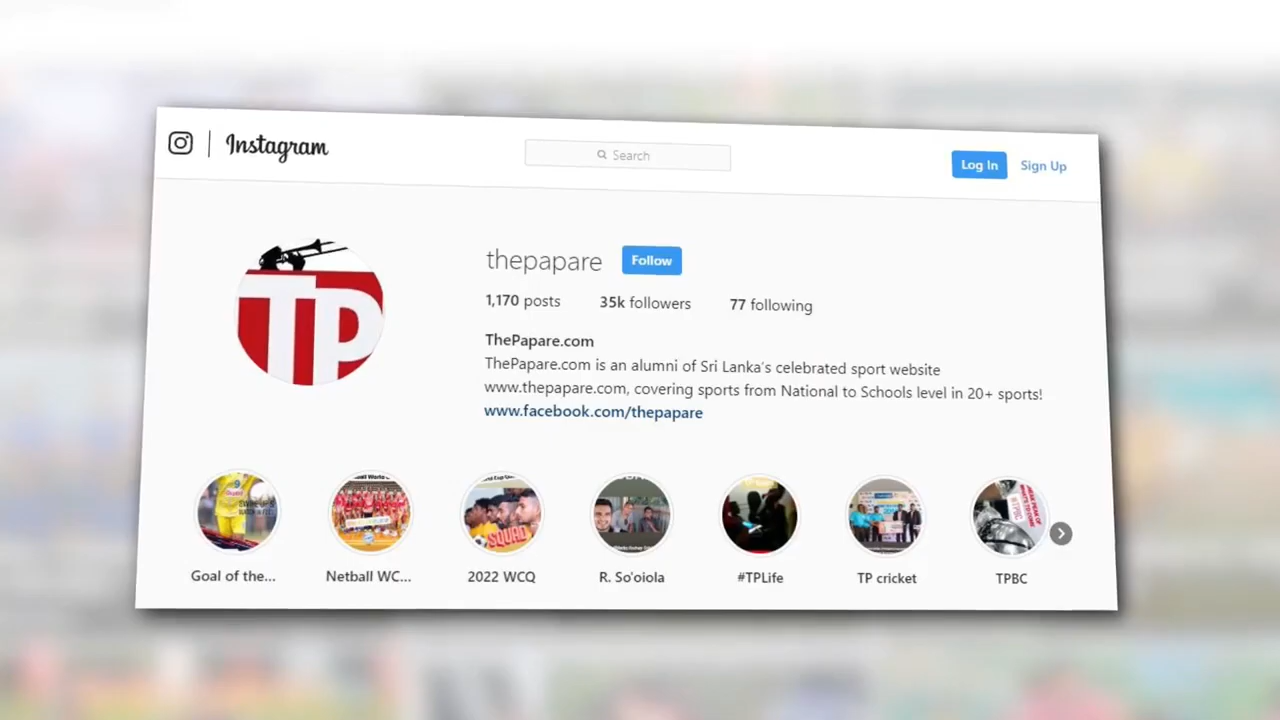 Instagram
Search
Log In
Sign Up
TP
thepapare
Follow
1,170 posts 35k followers 77 following
ThePapare.com
ThePapare.com is an alumni of Sri Lanka's celebrated sport website
www.thepapare.com, covering sports from National to Schools level in 20+ sports!
www.facebook.com/thepapare
SQUAD
Goal of the...
Netball WC...
2022 WCQ
R. So'oiola
#TPLife
TP cricket
TPBC